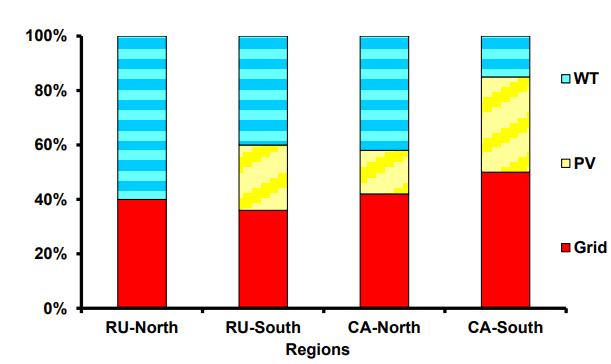 100%
80%
60%
40%
20%
0%
WT
PV
Grid
RU-North RU-South CA-North CA-South
Regions